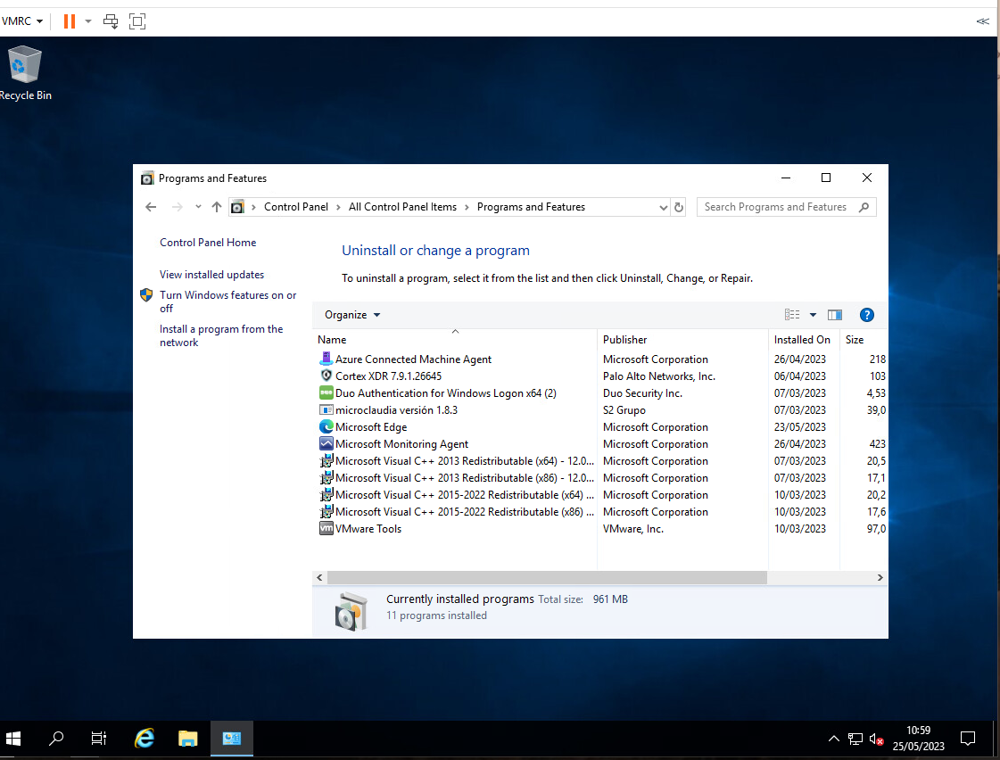 VMRC
Recycle Bin
Programs and Features
Control Panel > All Control Panel Items > Programs and Features
Search Programs and Features
Control Panel Home
View installed updates
Turn Windows features on or
off
Install a program from the
network
Uninstall or change a program
To uninstall a program, select it from the list and then click Uninstall, Change, or Repair.
Organize
Name Publisher Installed On Size
Azure Connected Machine Agent Microsoft Corporation 26/04/2023 218
Cortex XDR 7.9.1.26645 Palo Alto Networks, Inc. 06/04/2023 103
Duo Authentication for Windows Logon x64 (2) Duo Security Inc. 07/03/2023 4,53
microclaudia versión 1.8.3 S2 Grupo 07/03/2023 39,0
Microsoft Edge Microsoft Corporation 23/05/2023
Microsoft Monitoring Agent Microsoft Corporation 26/04/2023 423
Microsoft Visual C++ 2013 Redistributable (x64) - 12.0... Microsoft Corporation 07/03/2023 20,5
Microsoft Visual C++ 2013 Redistributable (x86) - 12.0... Microsoft Corporation 07/03/2023 17,1
Microsoft Visual C++ 2015-2022 Redistributable (x64) ... Microsoft Corporation 10/03/2023 20,2
Microsoft Visual C++ 2015-2022 Redistributable (x86) ... Microsoft Corporation 10/03/2023 17,6
vm VMware Tools VMware, Inc. 10/03/2023 97,0
Currently installed programs Total size: 961 MB
11 programs installed
10:59
25/05/2023